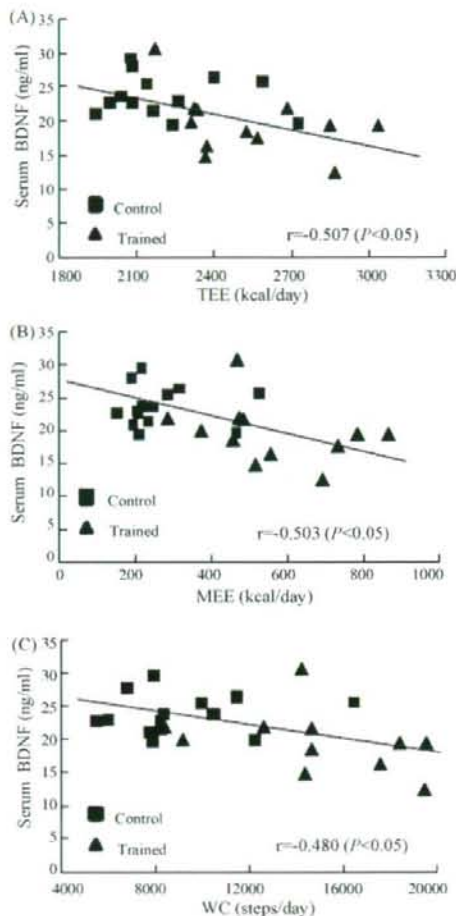 (A)
Serum BDNF (ng/ml)
35
30
25
20
15
10
5
0
Control
Trained
r=-0.507 (P<0.05)
1800 2100 2400 2700 3000 3300
TEE (kcal/day)
(B)
Serum BDNF (ng/ml)
35
30
25
20
15
10
5
0
Control
Trained
r=-0.503 (P<0.05)
0 200 400 600 800 1000
MEE (kcal/day)
(C)
Serum BDNF (ng/ml)
35
30
25
20
15
10
5
0
Control
Trained
r=-0.480 (P<0.05)
4000 8000 12000 16000 20000
WC (steps/day)